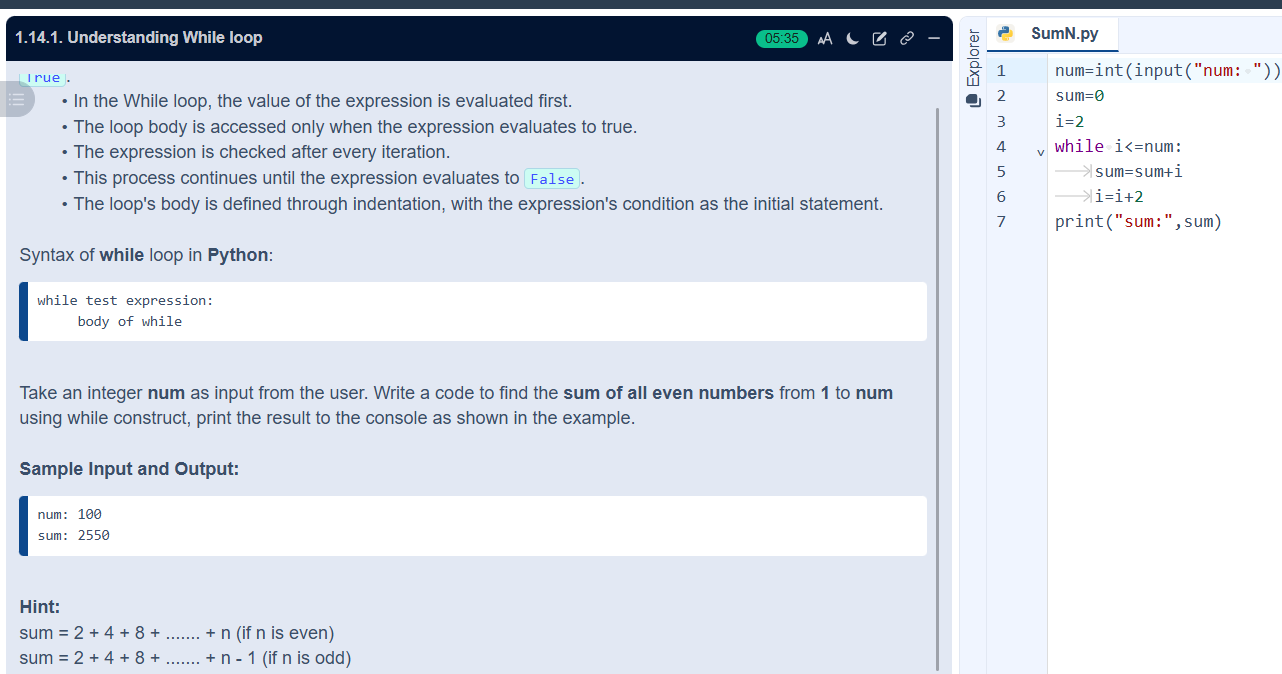 1.14.1. Understanding While loop
05:35
AA
True.
• In the While loop, the value of the expression is evaluated first.
• The loop body is accessed only when the expression evaluates to true.
• The expression is checked after every iteration.
• This process continues until the expression evaluates to False.
• The loop's body is defined through indentation, with the expression's condition as the initial statement.
Syntax of while loop in Python:
while test expression:
     body of while
Take an integer num as input from the user. Write a code to find the sum of all even numbers from 1 to num
using while construct, print the result to the console as shown in the example.
Sample Input and Output:
num: 100
sum: 2550
Hint:
sum = 2 + 4 + 8 + ....... + n (if n is even)
sum = 2 + 4 + 8 + ....... + n - 1 (if n is odd)
Explorer
SumN.py
1 num=int(input("num: "))
2 sum=0
3 i=2
4 while i<=num:
5     sum=sum+i
6     i=i+2
7 print("sum:",sum)